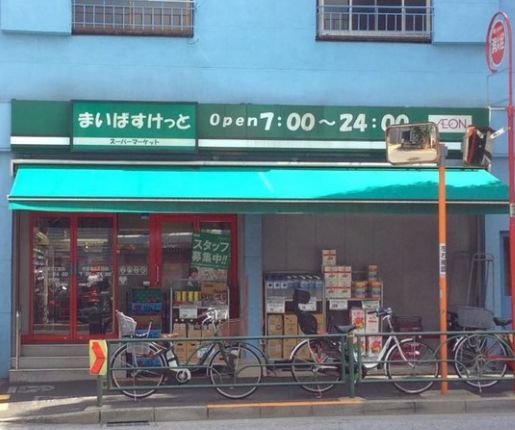 まいばすけっと
スーパーマーケット
Open 7:00～24:00
ÆON
スタッフ
募集中!!